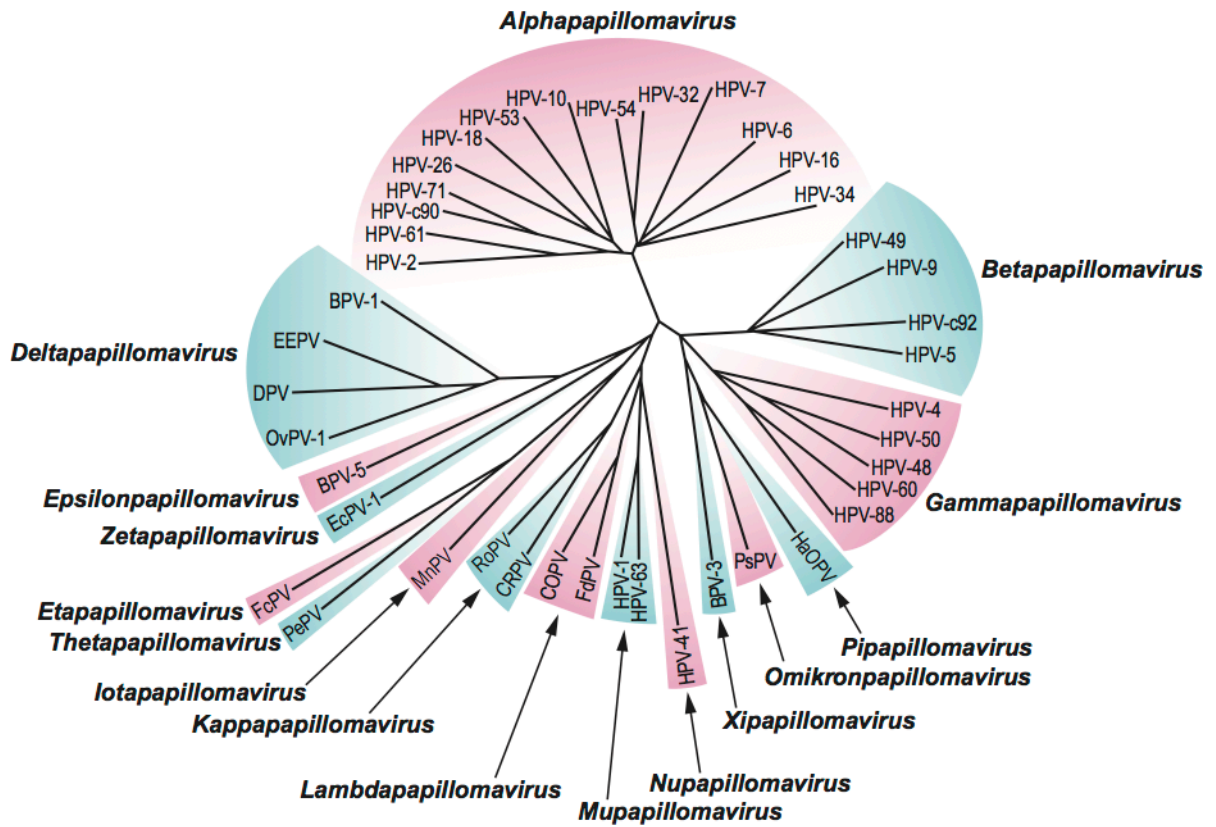 Alphapapillomavirus
HPV-10
HPV-54
HPV-32
HPV-7
HPV-53
HPV-18
HPV-6
HPV-26
HPV-16
HPV-71
HPV-34
HPV-c90
HPV-61
HPV-2
HPV-49
HPV-9
Betapapillomavirus
HPV-c92
HPV-5
BPV-1
EEPV
Deltapapillomavirus
DPV
OvPV-1
HPV-4
HPV-50
HPV-48
HPV-60
HPV-88
Gammapapillomavirus
BPV-5
Epsilonpapillomavirus
EcPV-1
Zetapapillomavirus
FcPV
Etapapillomavirus
PePV
Thetapapillomavirus
MnPV
Iotapapillomavirus
RoPV
CRPV
Kappapapillomavirus
COPV
FdPV
Lambdapapillomavirus
HPV-1
HPV-63
Mupapillomavirus
HPV-41
Nupapillomavirus
BPV-3
Xipapillomavirus
PsPV
Omikronpapillomavirus
HaOPV
Pipapillomavirus